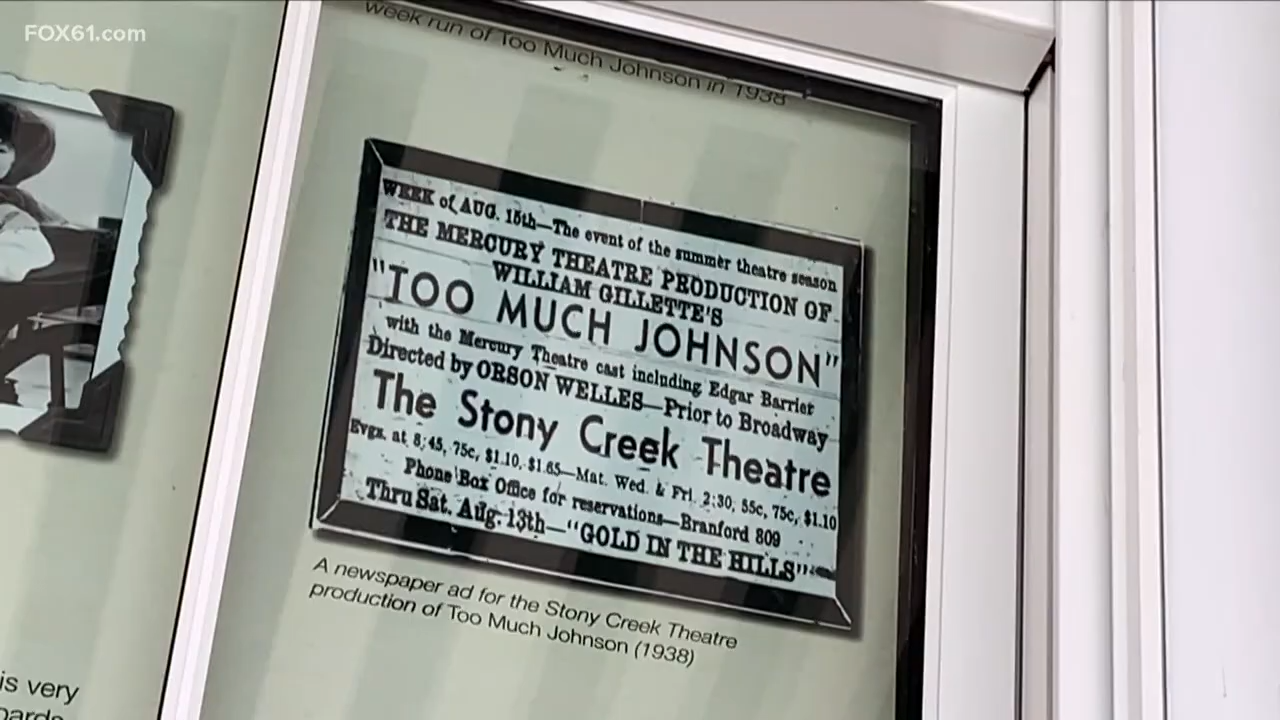 FOX61.com
week run of Too Much Johnson in 1938
WEEK of AUG. 15th—The event of the summer theatre season
THE MERCURY THEATRE PRODUCTION OF
WILLIAM GILLETTE'S
"TOO MUCH JOHNSON"
with the Mercury Theatre cast including Edgar Barrier
Directed by ORSON WELLES—Prior to Broadway
The Stony Creek Theatre
Evgs. at 8:45, 75c, $1.10, $1.65—Mat. Wed. & Fri. 2:30, 55c, 75c, $1.10
Phone Box Office for reservations—Branford 809
Thru Sat. Aug. 13th—"GOLD IN THE HILLS"
A newspaper ad for the Stony Creek Theatre
production of Too Much Johnson (1938)
is very